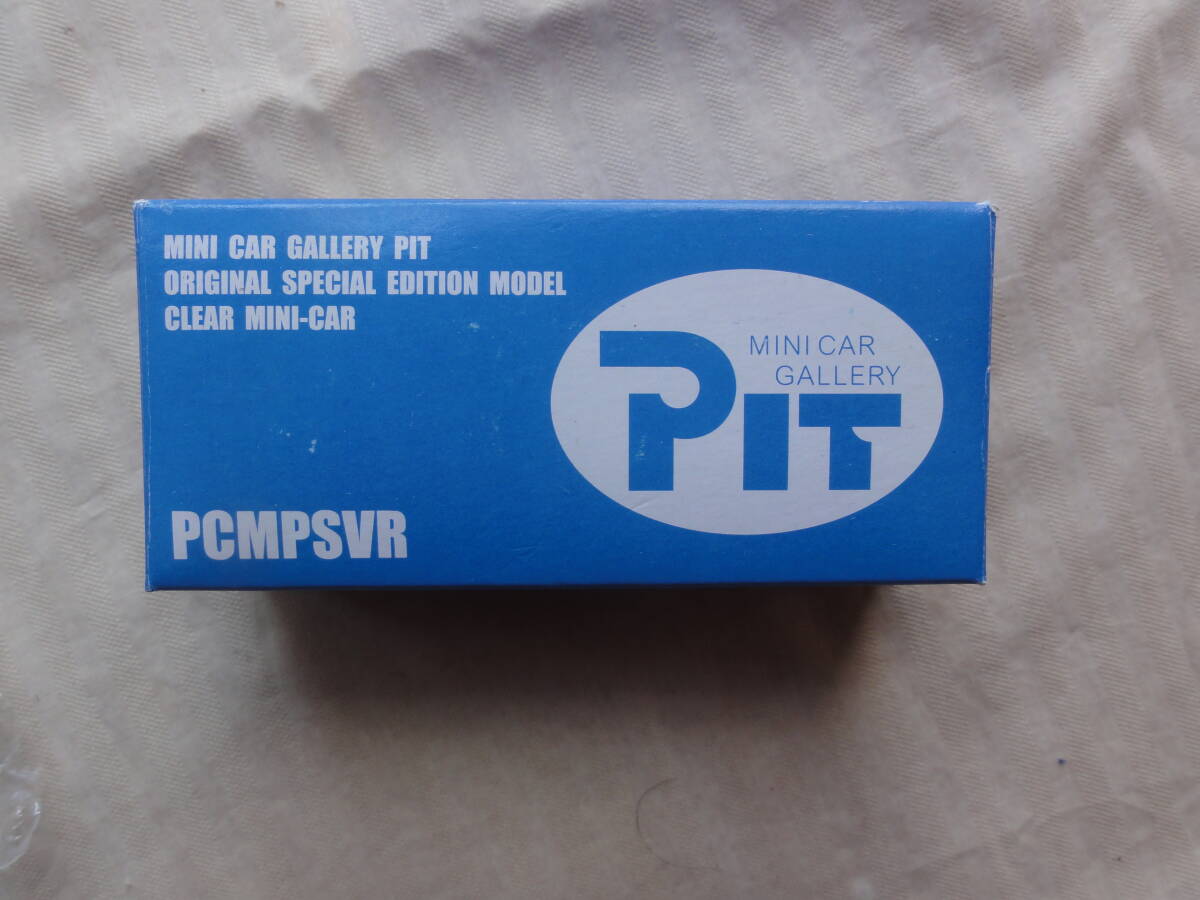 MINI CAR GALLERY PIT
ORIGINAL SPECIAL EDITION MODEL
CLEAR MINI-CAR
MINI CAR
GALLERY
PIT
PCMPSVR